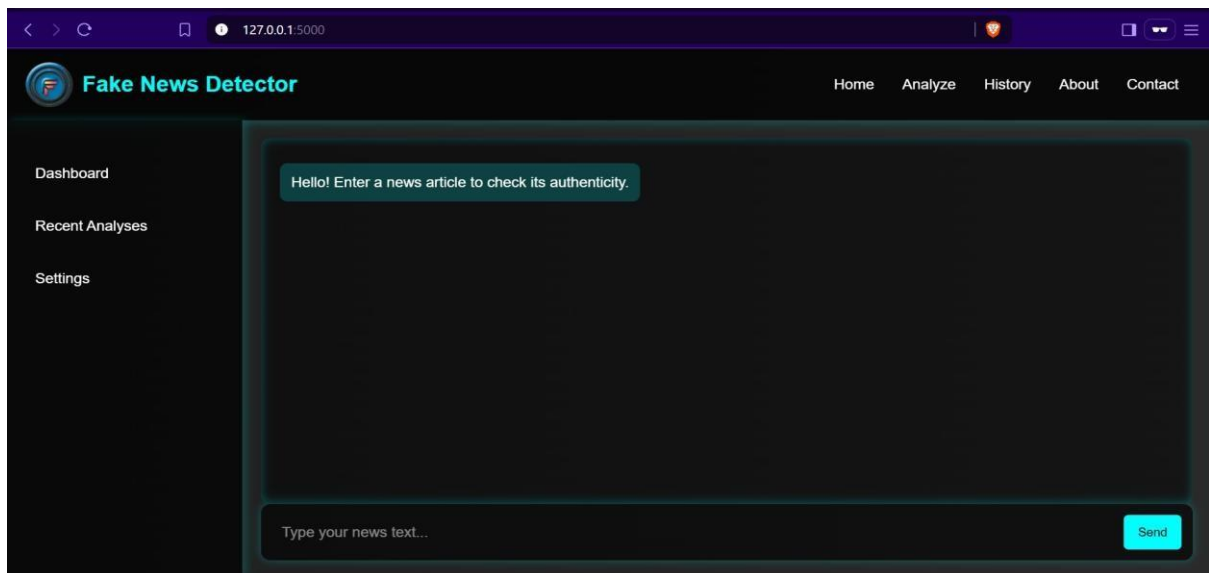 127.0.0.1:5000
Fake News Detector
Home Analyze History About Contact
Dashboard
Recent Analyses
Settings
Hello! Enter a news article to check its authenticity.
Type your news text...
Send